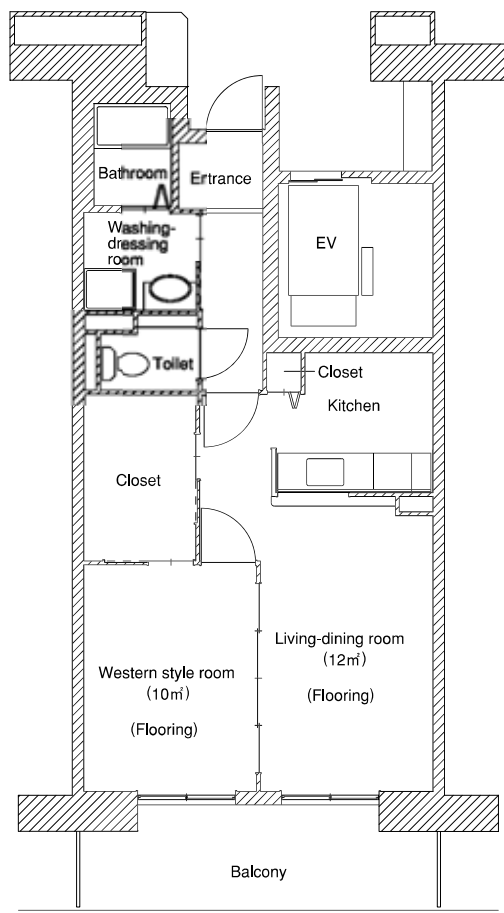 Bathroom
Entrance
Washing-
dressing
room
EV
Toilet
Closet
Kitchen
Closet
Living-dining room
(12㎡)
(Flooring)
Western style room
(10㎡)
(Flooring)
Balcony